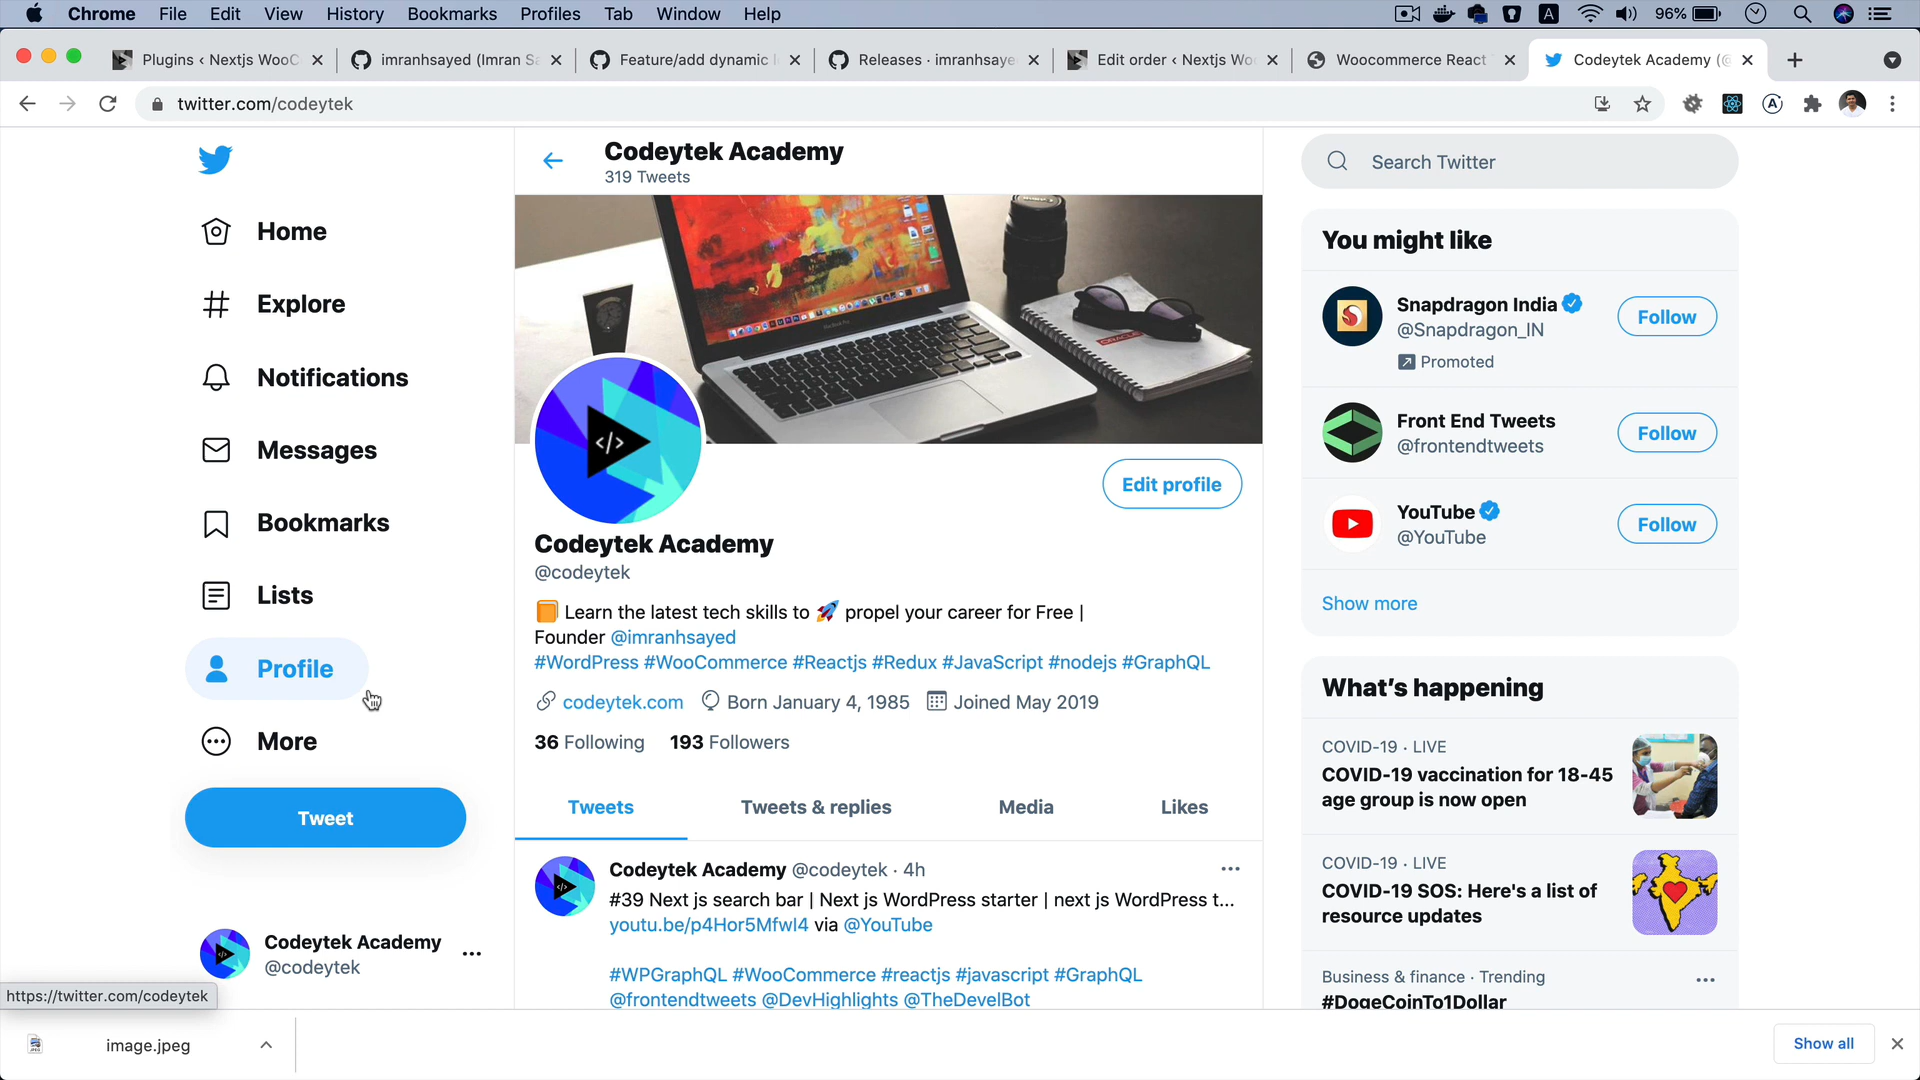 Chrome File Edit View History Bookmarks Profiles Tab Window Help
A 96%
Plugins ‹ Nextjs WooC
imranhsayed (Imran Sa
Feature/add dynamic
Releases · imranhsaye
Edit order ‹ Nextjs Wo
Woocommerce React
Codeytek Academy (@
twitter.com/codeytek
Home
Explore
Notifications
Messages
Bookmarks
Lists
Profile
More
Tweet
Codeytek Academy
@codeytek
https://twitter.com/codeytek
Codeytek Academy
319 Tweets
ORACLE
</>
Edit profile
Codeytek Academy
@codeytek
Learn the latest tech skills to propel your career for Free |
Founder @imranhsayed
#WordPress #WooCommerce #Reactjs #Redux #JavaScript #nodejs #GraphQL
codeytek.com Born January 4, 1985 Joined May 2019
36 Following 193 Followers
Tweets Tweets & replies Media Likes
Codeytek Academy @codeytek · 4h
#39 Next js search bar | Next js WordPress starter | next js WordPress t...
youtu.be/p4Hor5MfwI4 via @YouTube
#WPGraphQL #WooCommerce #reactjs #javascript #GraphQL
@frontendtweets @DevHighlights @TheDevelBot
Search Twitter
You might like
Snapdragon India
@Snapdragon_IN
Promoted
Follow
Front End Tweets
@frontendtweets
Follow
YouTube
@YouTube
Follow
Show more
What's happening
COVID-19 · LIVE
COVID-19 vaccination for 18-45
age group is now open
COVID-19 · LIVE
COVID-19 SOS: Here's a list of
resource updates
Business & finance · Trending
#DogeCoinTo1Dollar
image.jpeg
Show all